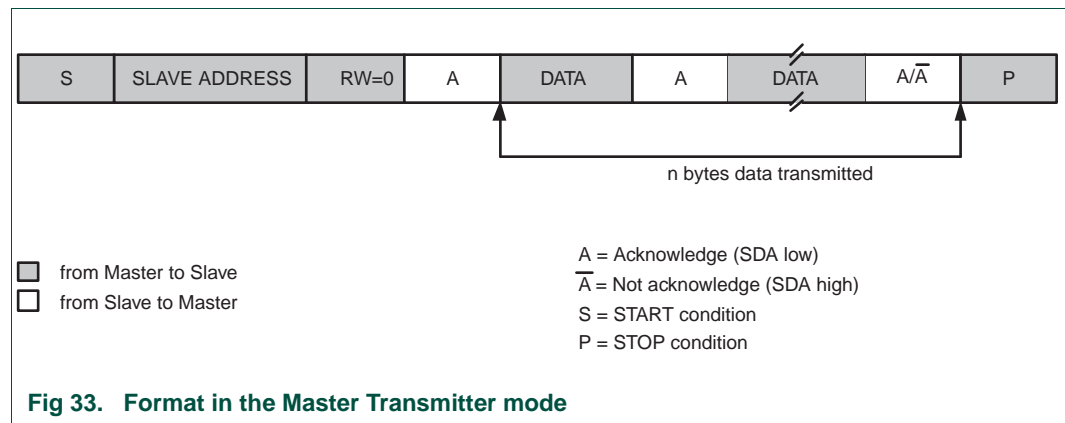 S SLAVE ADDRESS RW=0 A DATA A DATA A/A̅ P
n bytes data transmitted
from Master to Slave
from Slave to Master
A = Acknowledge (SDA low)
A̅ = Not acknowledge (SDA high)
S = START condition
P = STOP condition
Fig 33. Format in the Master Transmitter mode